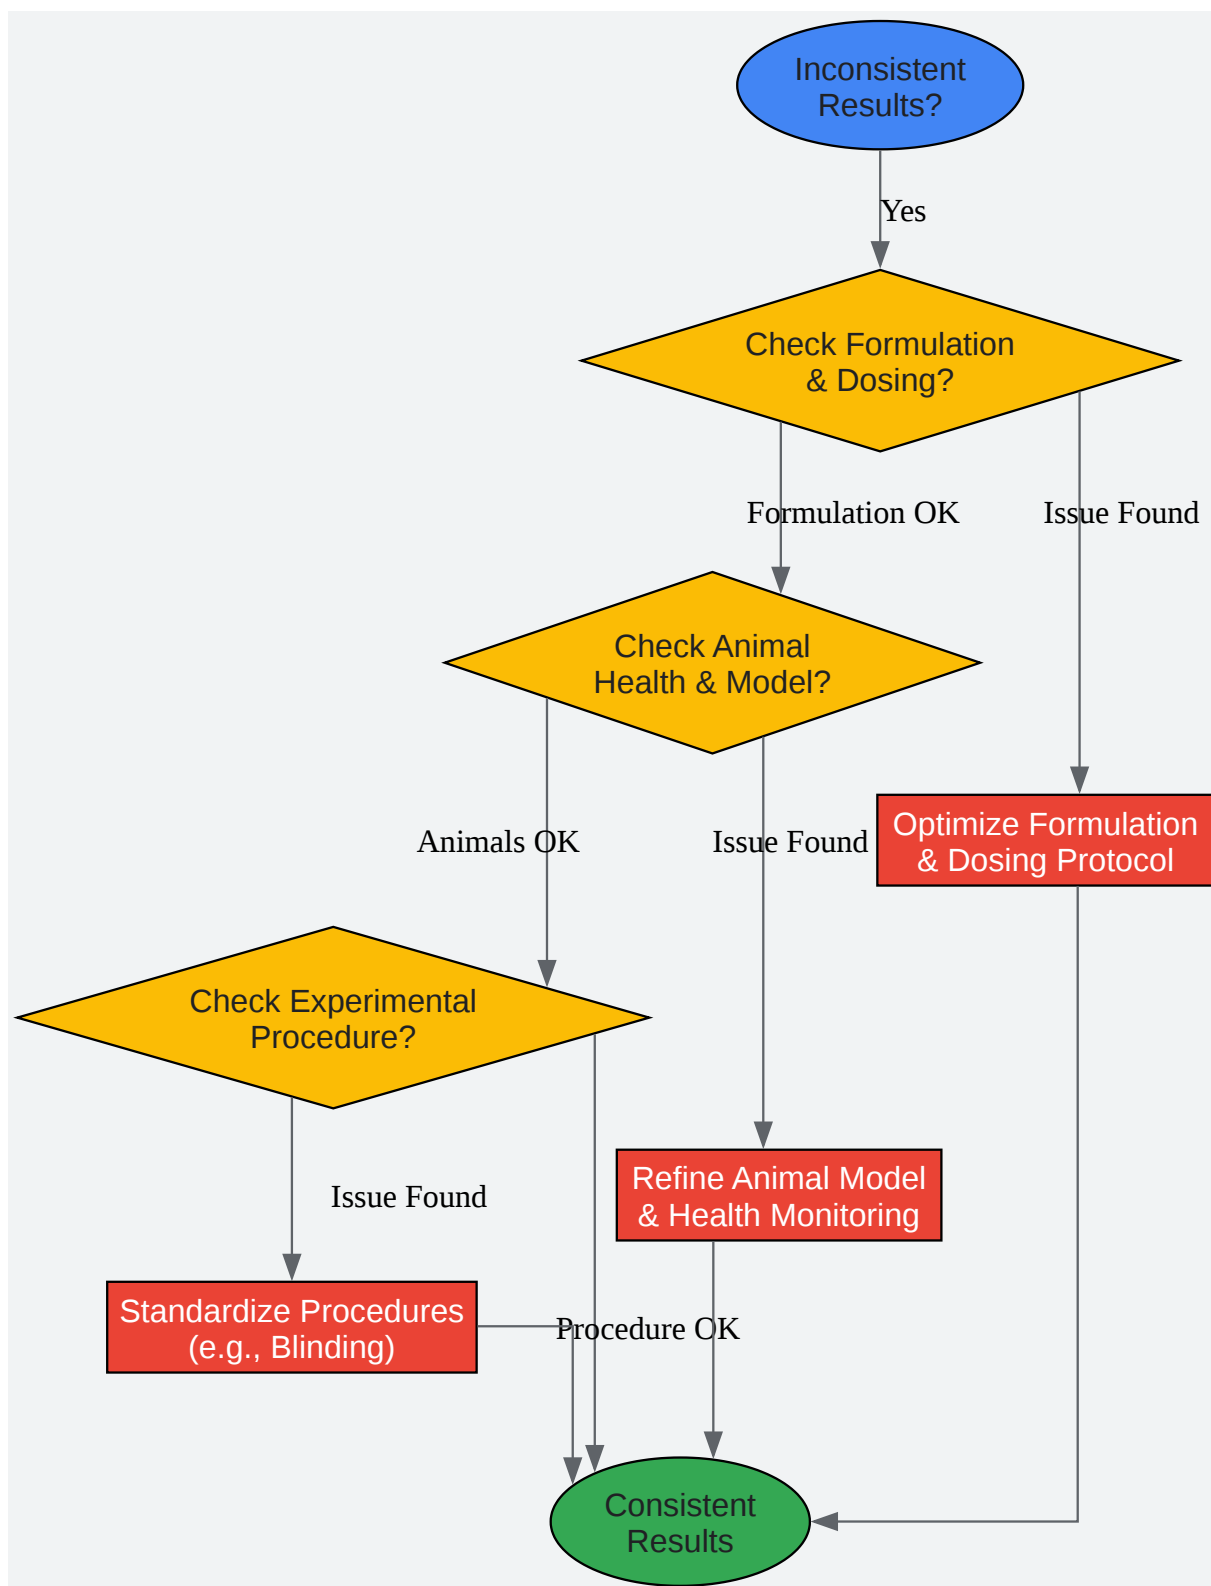 Inconsistent
Results?
Yes
Check Formulation
& Dosing?
Formulation OK
Issue Found
Check Animal
Health & Model?
Animals OK
Issue Found
Optimize Formulation
& Dosing Protocol
Check Experimental
Procedure?
Issue Found
Refine Animal Model
& Health Monitoring
Standardize Procedures
(e.g., Blinding)
Procedure OK
Consistent
Results